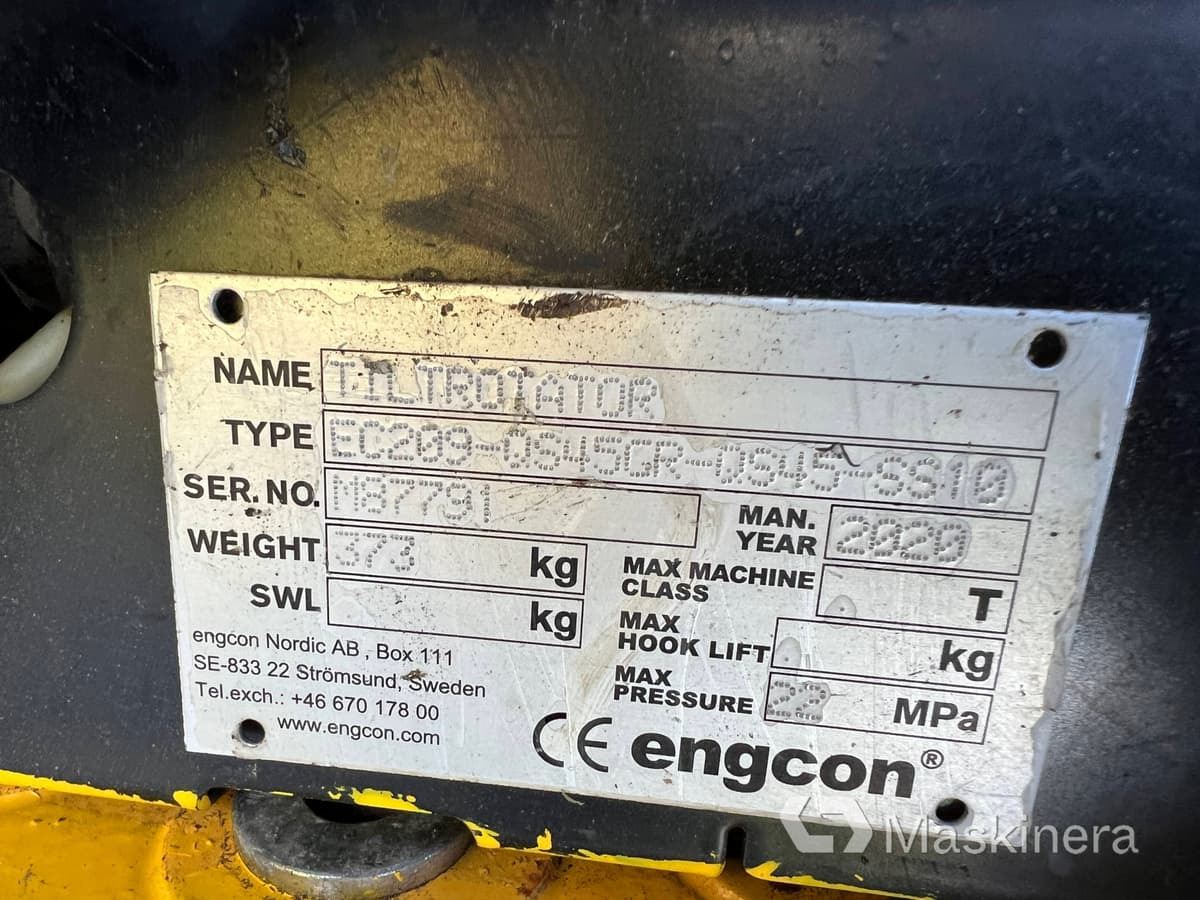 NAME TILTROTATOR
TYPE EC209-QS45GR-QS45-SS10
SER. NO. M37791
MAN. YEAR 2020
WEIGHT 373 kg
MAX MACHINE CLASS T
SWL kg
MAX HOOK LIFT kg
MAX PRESSURE 22 MPa
engcon Nordic AB , Box 111
SE-833 22 Strömsund, Sweden
Tel.exch.: +46 670 178 00
www.engcon.com
CE engcon®
Maskinera